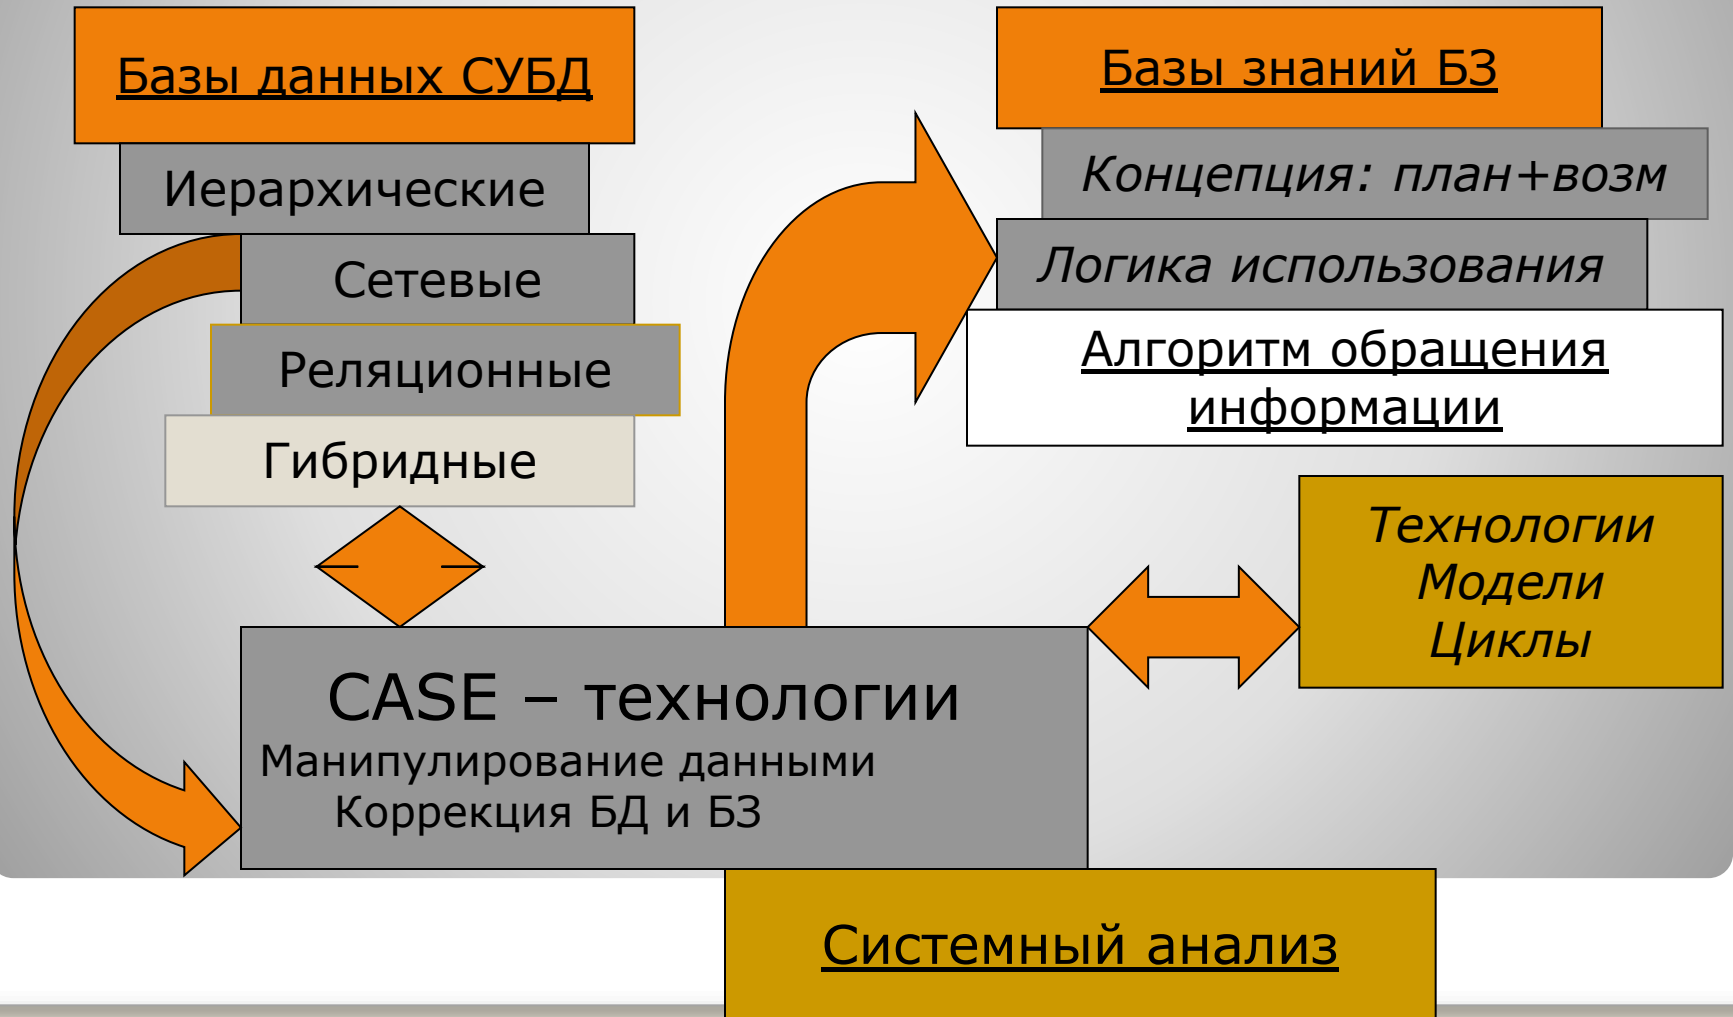 Базы данных СУБД
Иерархические
Сетевые
Реляционные
Гибридные
Базы знаний БЗ
Концепция: план+возм
Логика использования
Алгоритм обращения
информации
Технологии
Модели
Циклы
CASE – технологии
Манипулирование данными
Коррекция БД и БЗ
Системный анализ